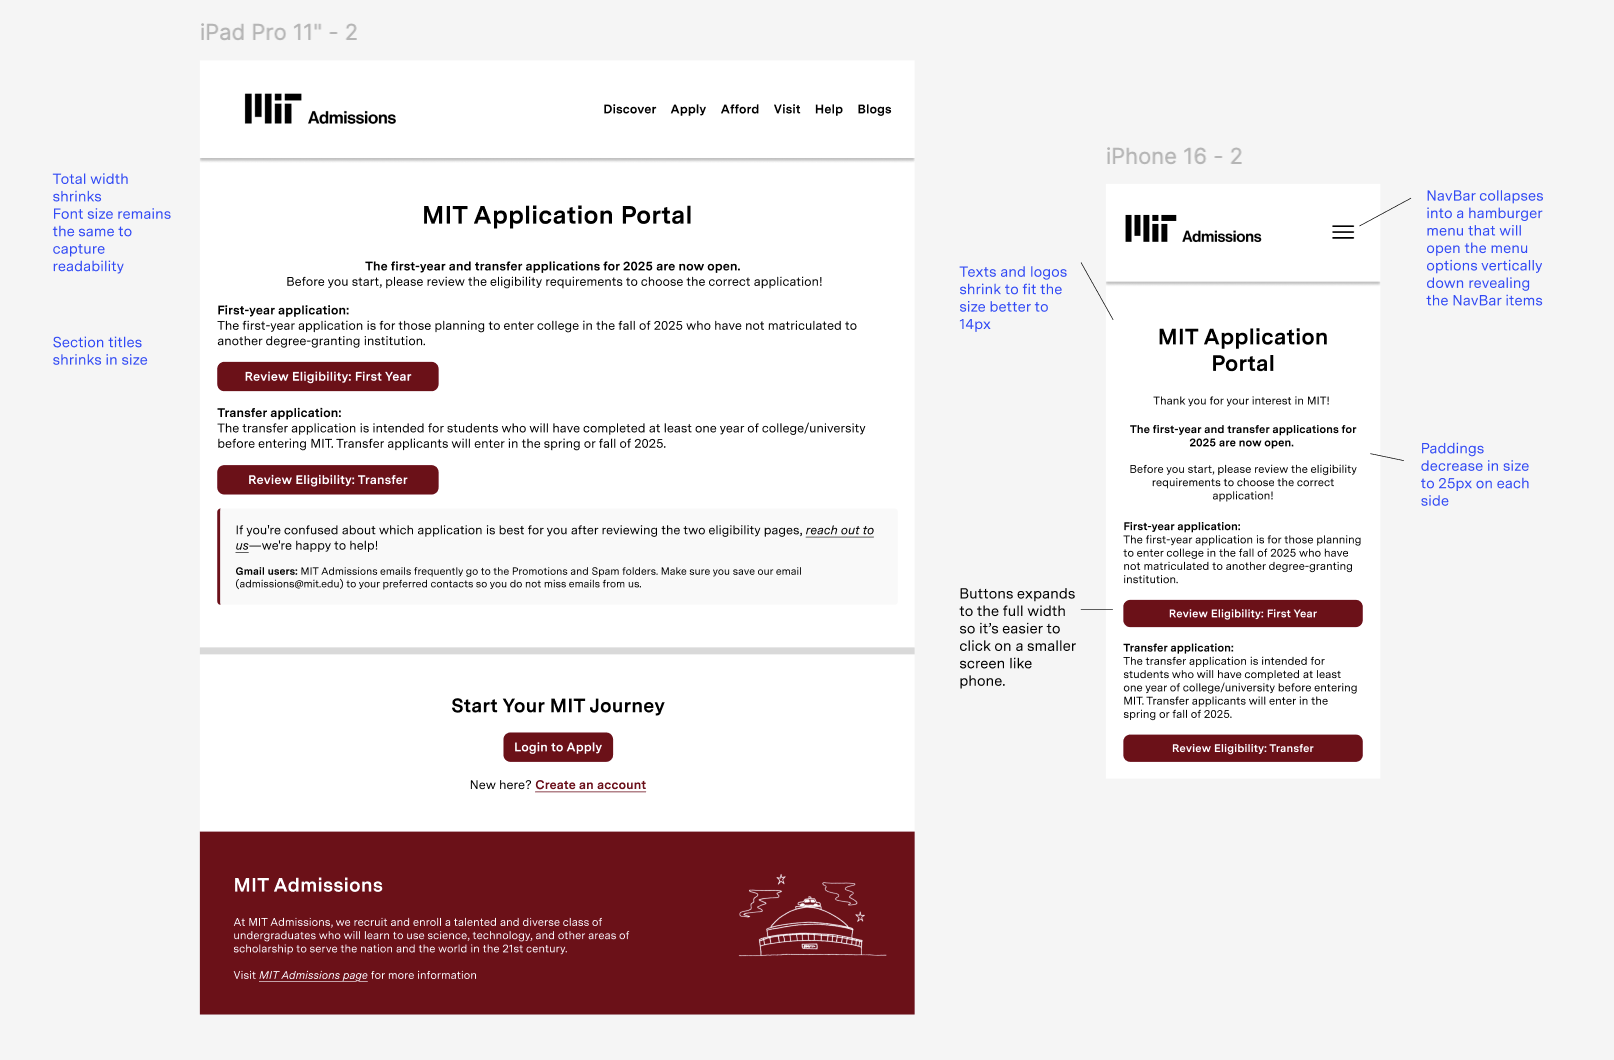 iPad Pro 11" - 2
MIT Admissions
Discover Apply Afford Visit Help Blogs
Total width
shrinks
Font size remains
the same to
capture
readability
Section titles
shrinks in size
MIT Application Portal
The first-year and transfer applications for 2025 are now open.
Before you start, please review the eligibility requirements to choose the correct application!
First-year application:
The first-year application is for those planning to enter college in the fall of 2025 who have not matriculated to
another degree-granting institution.
Review Eligibility: First Year
Transfer application:
The transfer application is intended for students who will have completed at least one year of college/university
before entering MIT. Transfer applicants will enter in the spring or fall of 2025.
Review Eligibility: Transfer
If you're confused about which application is best for you after reviewing the two eligibility pages, reach out to
us—we're happy to help!
Gmail users: MIT Admissions emails frequently go to the Promotions and Spam folders. Make sure you save our email
(admissions@mit.edu) to your preferred contacts so you do not miss emails from us.
Start Your MIT Journey
Login to Apply
New here? Create an account
MIT Admissions
At MIT Admissions, we recruit and enroll a talented and diverse class of
undergraduates who will learn to use science, technology, and other areas of
scholarship to serve the nation and the world in the 21st century.
Visit MIT Admissions page for more information
iPhone 16 - 2
MIT Admissions
NavBar collapses
into a hamburger
menu that will
open the menu
options vertically
down revealing
the NavBar items
Texts and logos
shrink to fit the
size better to
14px
MIT Application
Portal
Thank you for your interest in MIT!
The first-year and transfer applications for
2025 are now open.
Before you start, please review the eligibility
requirements to choose the correct
application!
Paddings
decrease in size
to 25px on each
side
First-year application:
The first-year application is for those planning
to enter college in the fall of 2025 who have
not matriculated to another degree-granting
institution.
Buttons expands
to the full width
so it's easier to
click on a smaller
screen like
phone.
Review Eligibility: First Year
Transfer application:
The transfer application is intended for
students who will have completed at least
one year of college/university before entering
MIT. Transfer applicants will enter in the
spring or fall of 2025.
Review Eligibility: Transfer